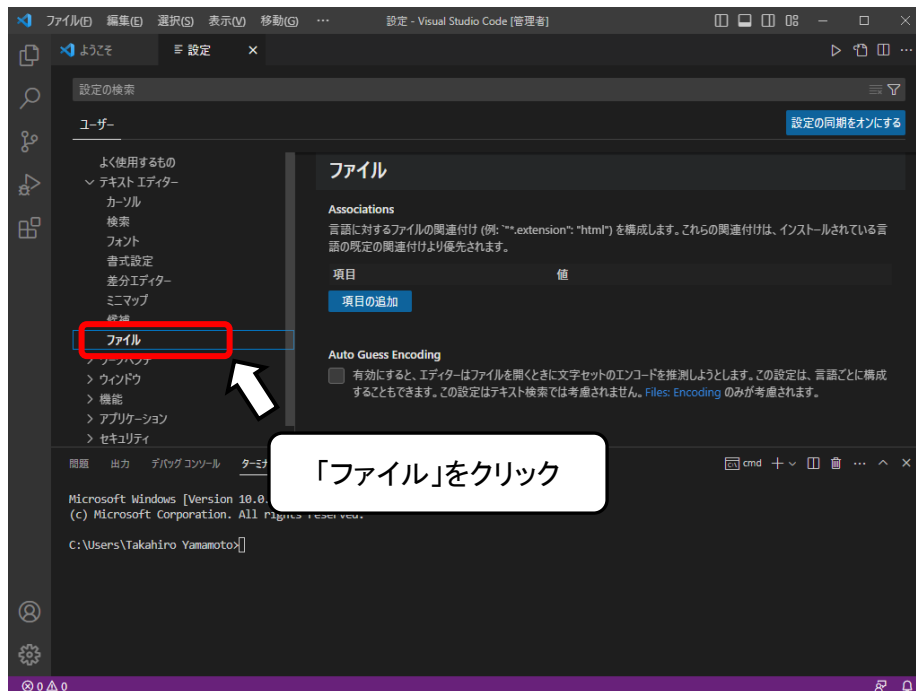 ファイル(F) 編集(E) 選択(S) 表示(V) 移動(G) ··· 設定 - Visual Studio Code [管理者]
ようこそ 設定
設定の検索
ユーザー
設定の同期をオンにする
よく使用するもの
テキスト エディター
カーソル
検索
フォント
書式設定
差分エディター
ミニマップ
候補
ファイル
ワークベンチ
ウィンドウ
機能
アプリケーション
セキュリティ
ファイル
Associations
言語に対するファイルの関連付け (例: `"*.extension": "html") を構成します。これらの関連付けは、インストールされている言
語の既定の関連付けより優先されます。
項目 値
項目の追加
Auto Guess Encoding
有効にすると、エディターはファイルを開くときに文字セットのエンコードを推測しようとします。この設定は、言語ごとに構成
することもできます。この設定はテキスト検索では考慮されません。Files: Encoding のみが考慮されます。
「ファイル」をクリック
問題 出力 デバッグ コンソール ターミナ
cmd
Microsoft Windows [Version 10.0.
(c) Microsoft Corporation. All rights reserved.
C:\Users\Takahiro Yamamoto>
0 0